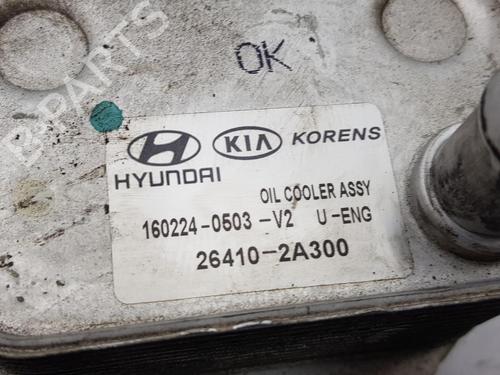 OK
B-PARTS
HYUNDAI
KIA KORENS
OIL COOLER ASSY
160224-0503-V2 U-ENG
26410-2A300